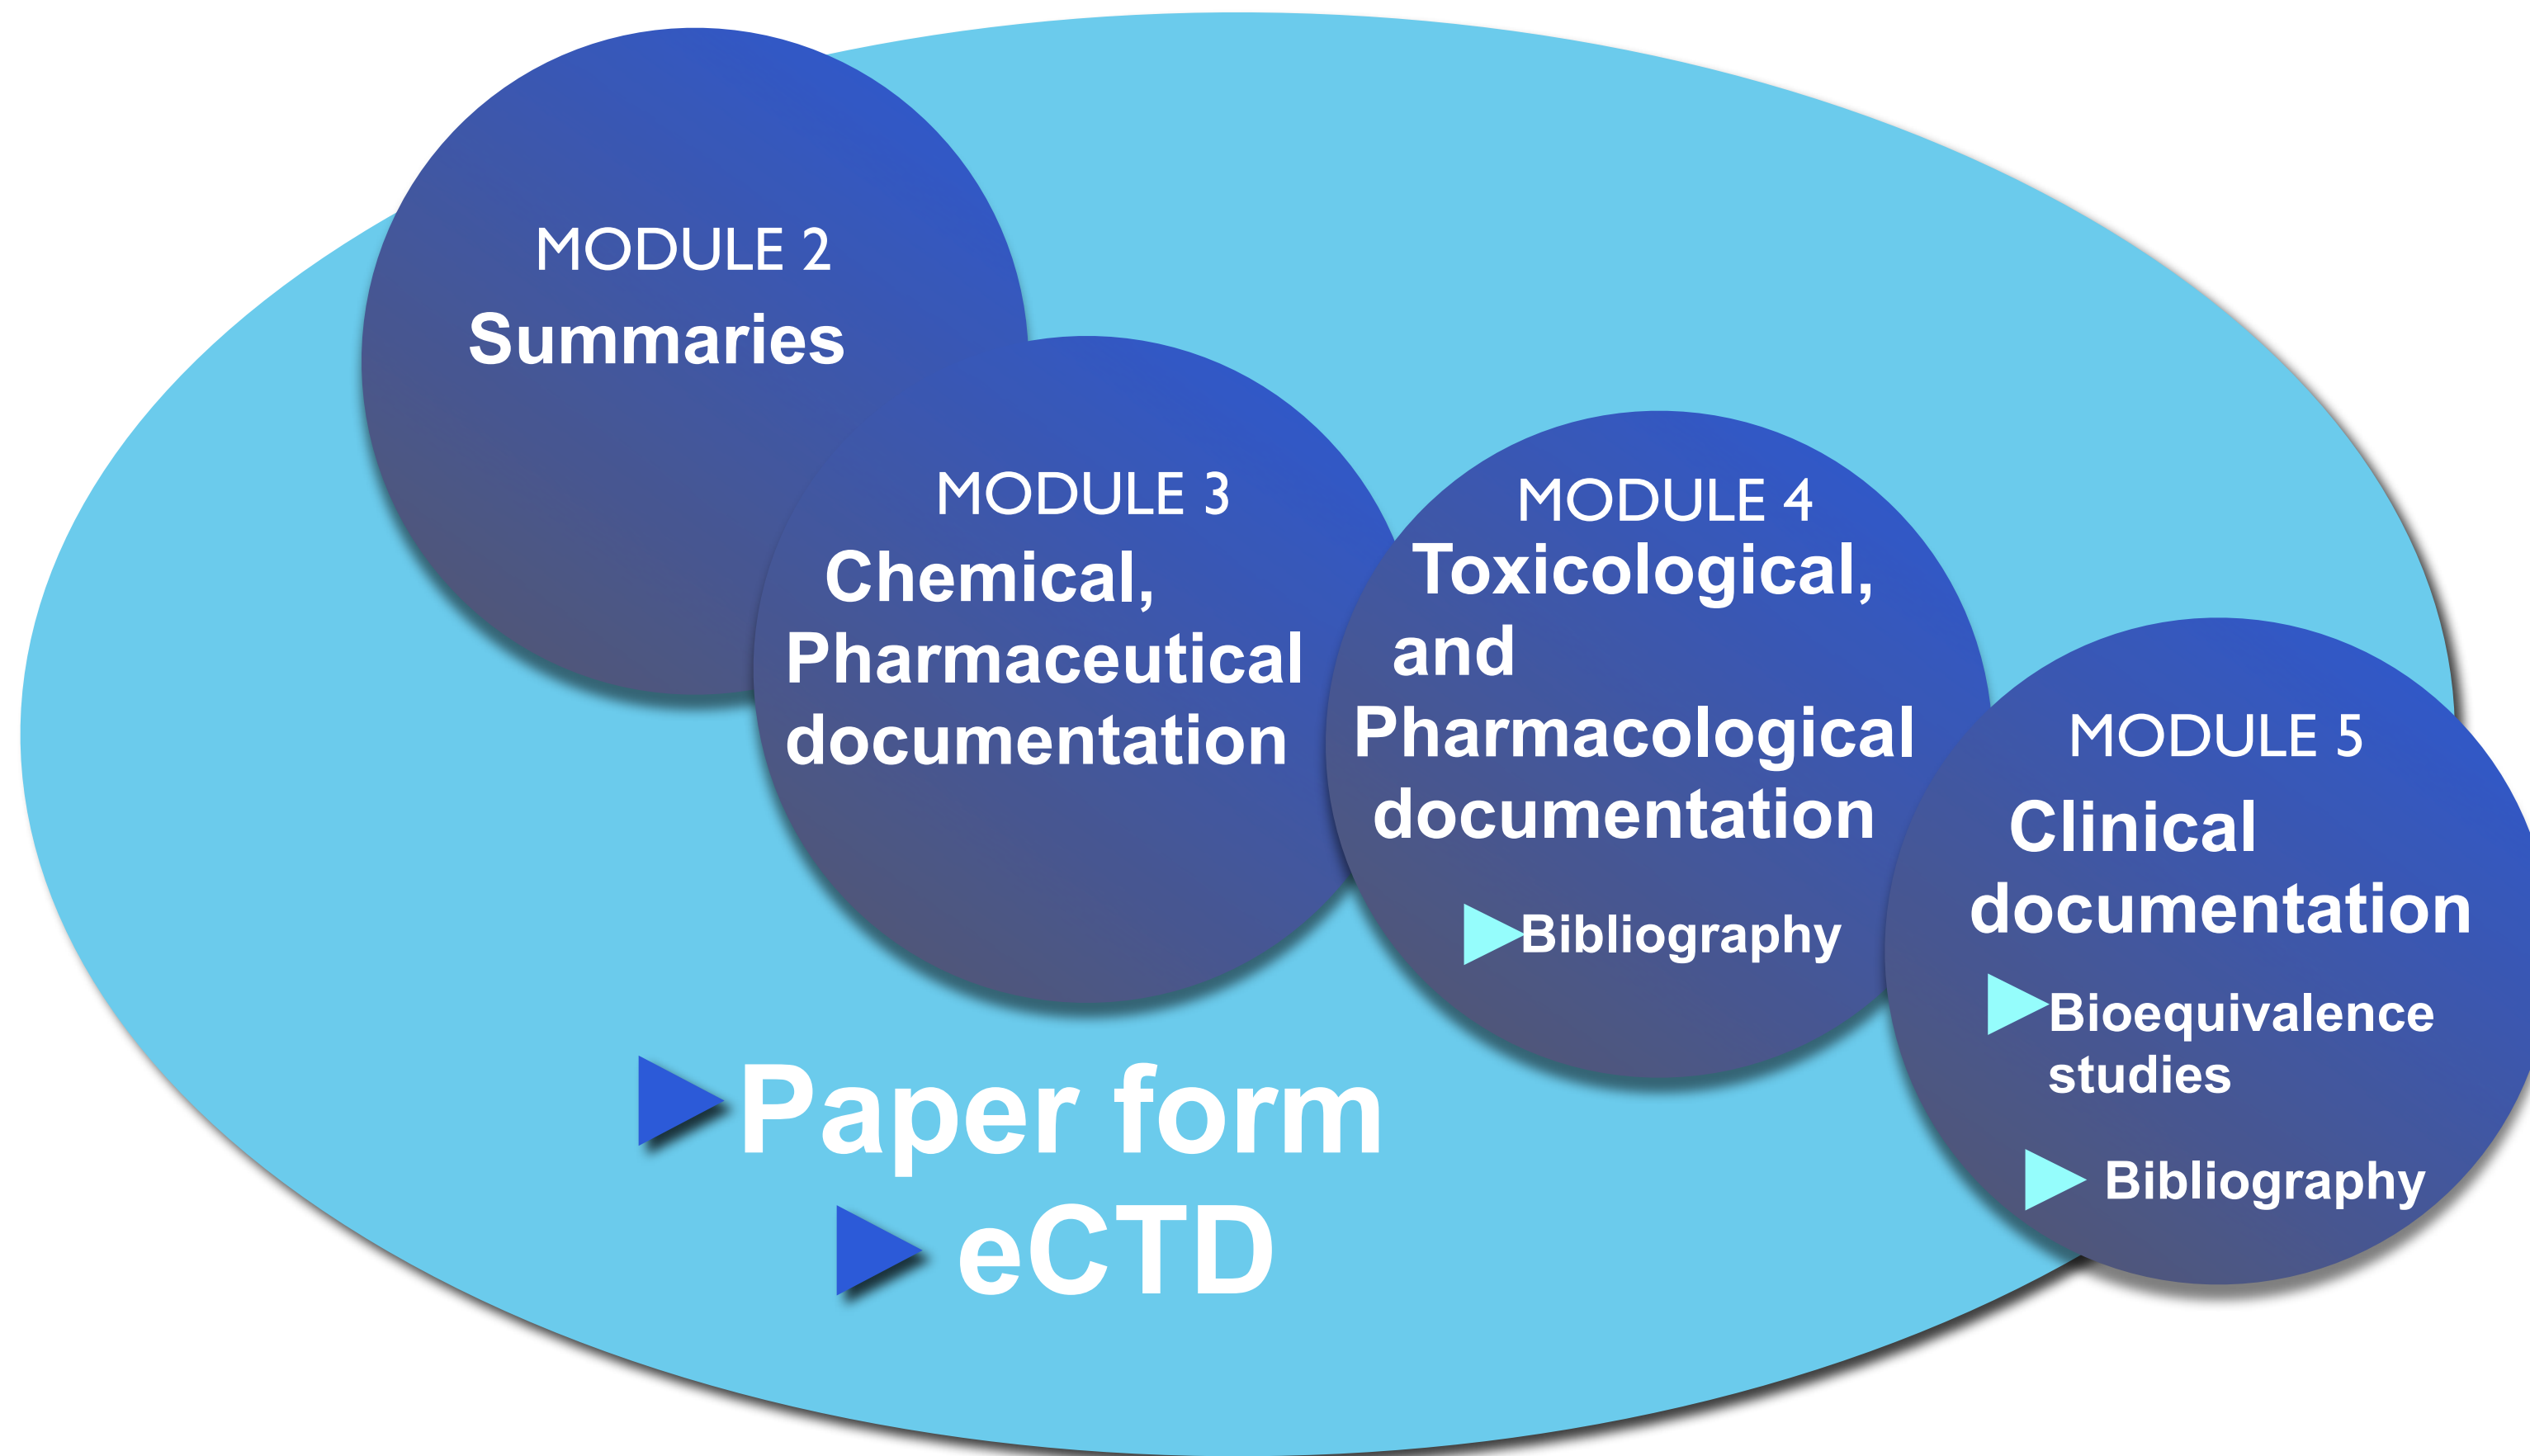 MODULE 2
Summaries
MODULE 3
Chemical,
Pharmaceutical
documentation
MODULE 4
Toxicological,
and
Pharmacological
documentation
Bibliography
MODULE 5
Clinical
documentation
Bioequivalence
studies
Bibliography
Paper form
eCTD